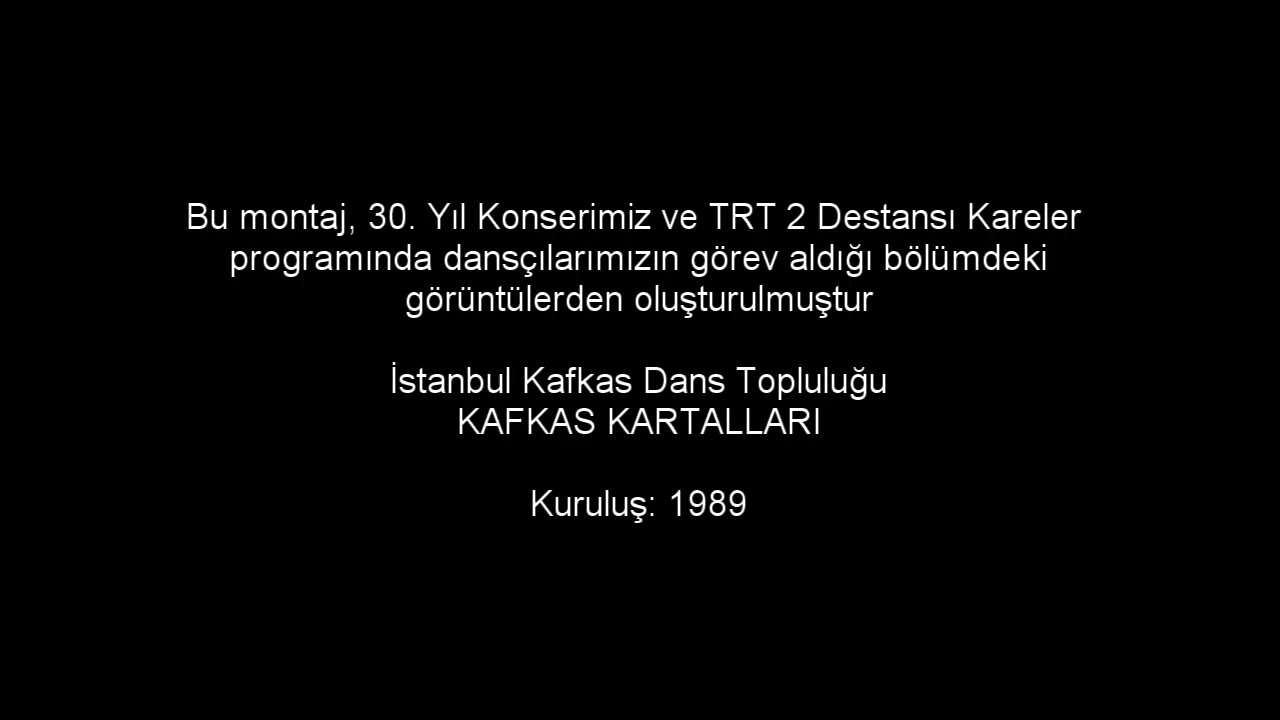 Bu montaj, 30. Yıl Konserimiz ve TRT 2 Destansı Kareler
programında dansçılarımızın görev aldığı bölümdeki
görüntülerden oluşturulmuştur
İstanbul Kafkas Dans Topluluğu
KAFKAS KARTALLARI
Kuruluş: 1989